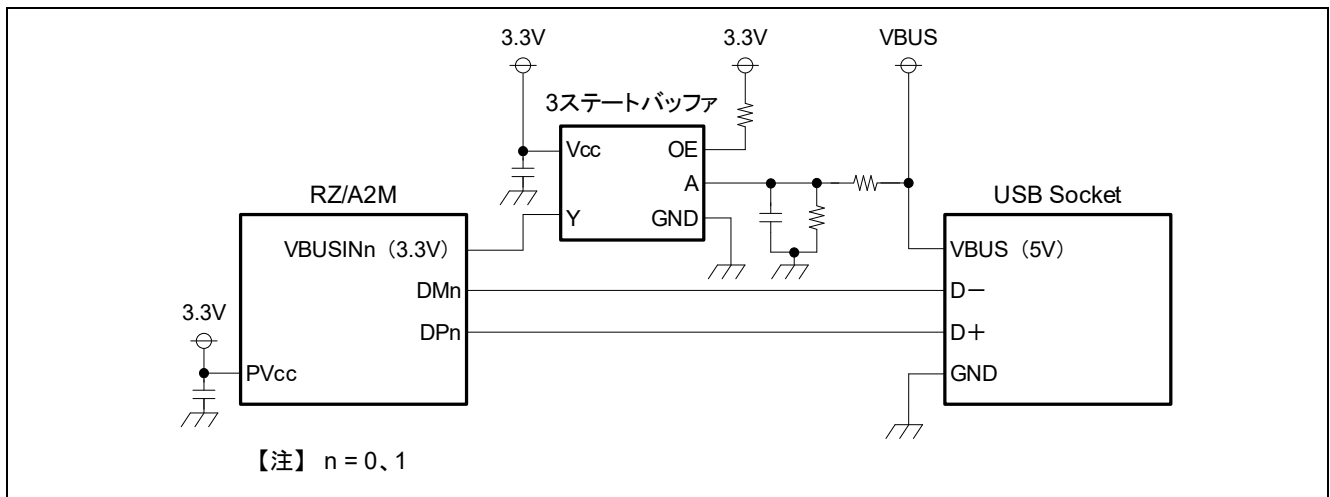 3.3V
3.3V
VBUS
3ステートバッファ
Vcc
OE
A
Y
GND
RZ/A2M
VBUSINn（3.3V）
DMn
DPn
3.3V
PVcc
USB Socket
VBUS（5V）
D－
D＋
GND
【注】 n = 0、1